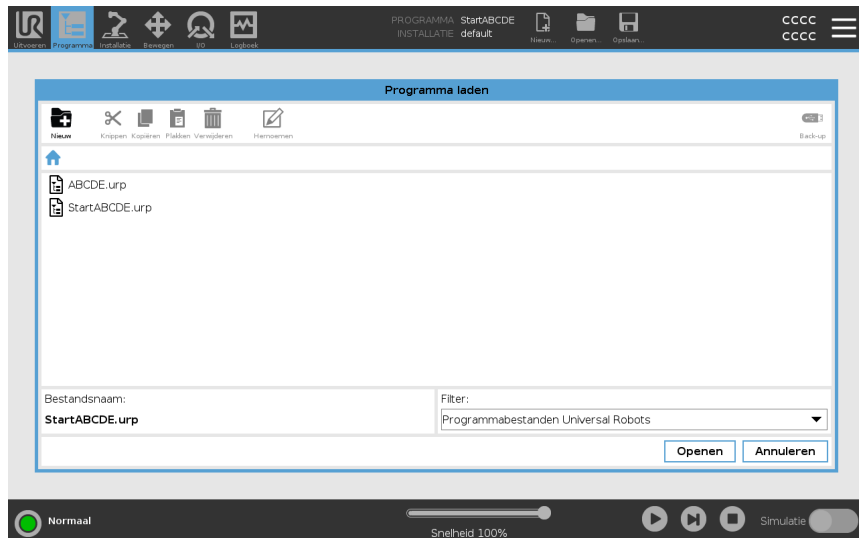 PROGRAMMA StartABCDE
INSTALLATIE default
CCCC
CCCC
Uitvoeren Programma Installatie Bewegen I/O Logboek Nieuw... Openen... Opslaan...
Programma laden
Nieuw Knippen Kopiëren Plakken Verwijderen Hernoemen Back-up
ABCDE.urp
StartABCDE.urp
Bestandsnaam: Filter:
StartABCDE.urp Programmabestanden Universal Robots
Openen Annuleren
Normaal Snelheid 100% Simulatie